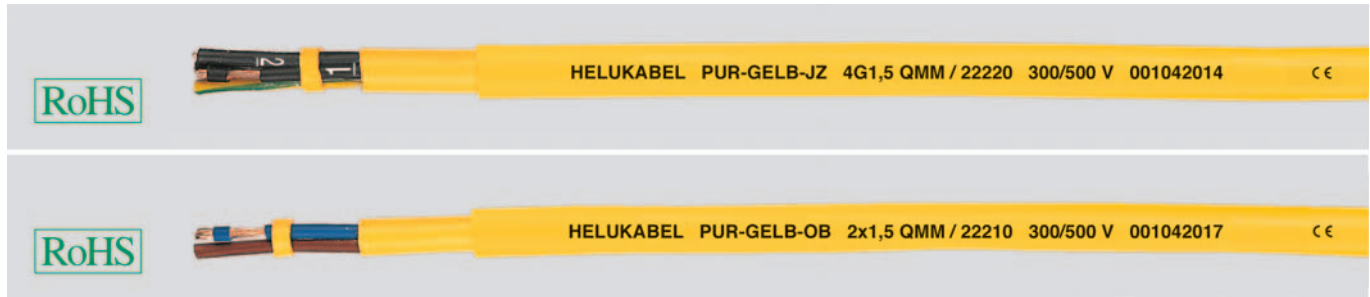 2
1
HELUKABEL PUR-GELB-JZ 4G1,5 QMM / 22220 300/500 V 001042014 CE
RoHS
HELUKABEL PUR-GELB-OB 2x1,5 QMM / 22210 300/500 V 001042017 CE
RoHS